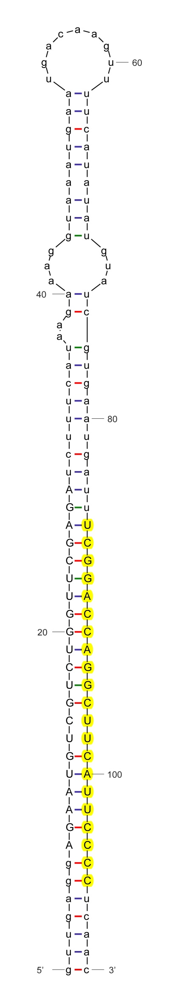 c a a
a g
g u 60
u u
a u
a u
g c
u a
a u
a a
a u
u a
g u
g g
a u
a a
40 a u
g c
a
a
u g
a u
c g
u a
u a 80
u u
c g
u a
A u
G u
A U
G C
C G
U G
U A
G C
20 G C
U A
C G
U G
G C
C U
U U
G C
U A 100
A U
A U
G C
A C
g C
g C
a u
g c
u a
u a
5’ g c 3’